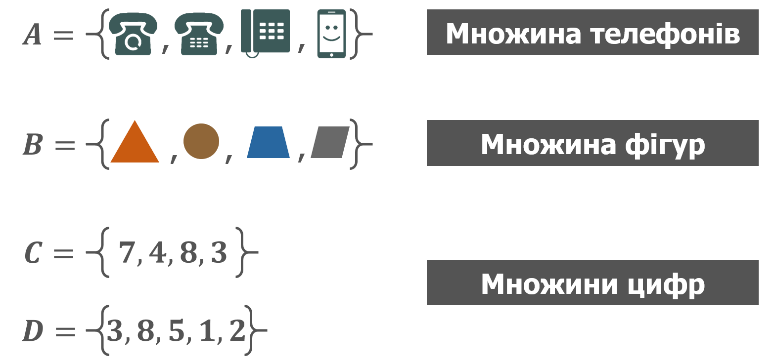 A = { , , , }
Множина телефонів
B = { , , , }
Множина фігур
C = { 7, 4, 8, 3 }
Множини цифр
D = {3, 8, 5, 1, 2}